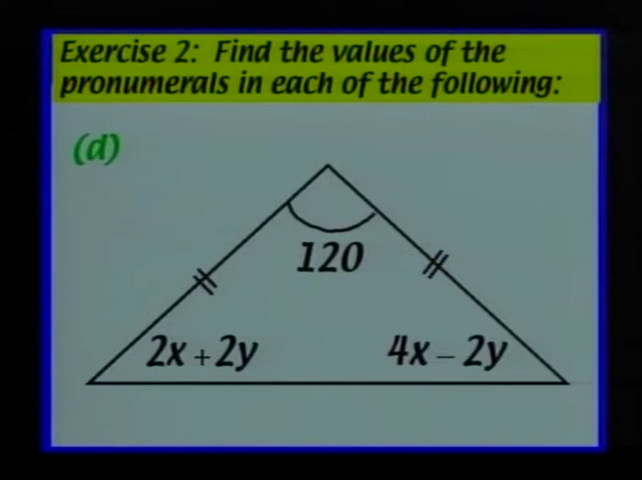 Exercise 2: Find the values of the
pronumerals in each of the following:
(d)
120
2x + 2y
4x – 2y